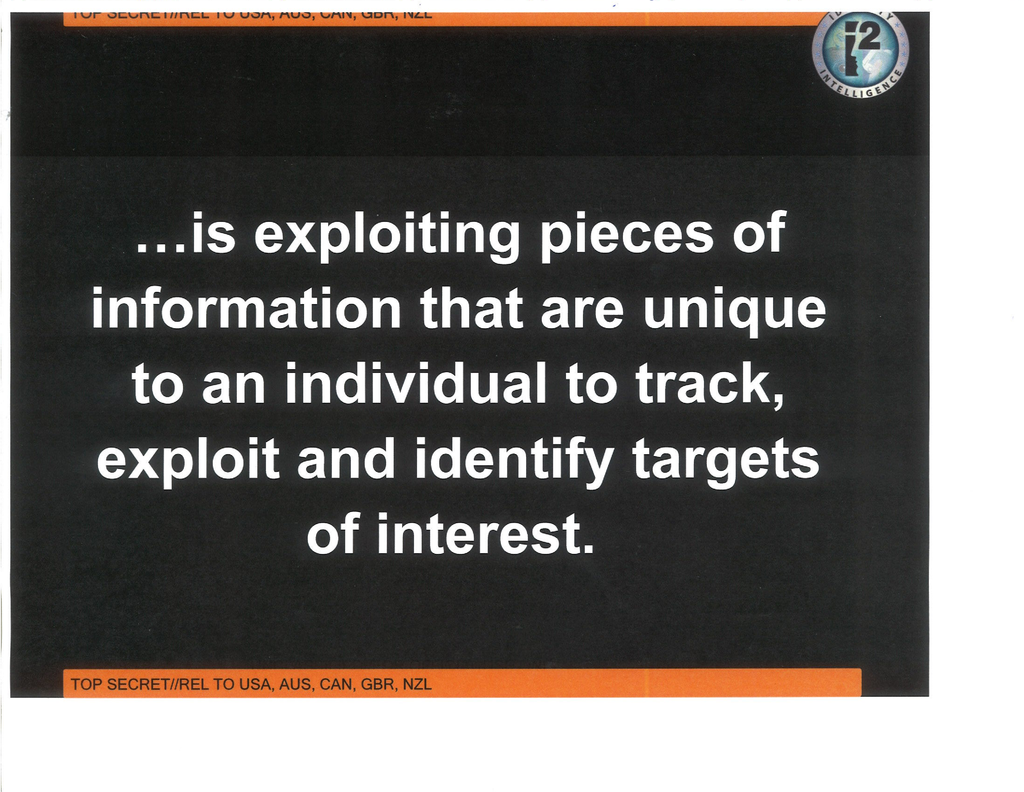 TOP SECRET//REL TO USA, AUS, CAN, GBR, NZL
i2
INTELLIGENCE
...is exploiting pieces of
information that are unique
to an individual to track,
exploit and identify targets
of interest.
TOP SECRET//REL TO USA, AUS, CAN, GBR, NZL